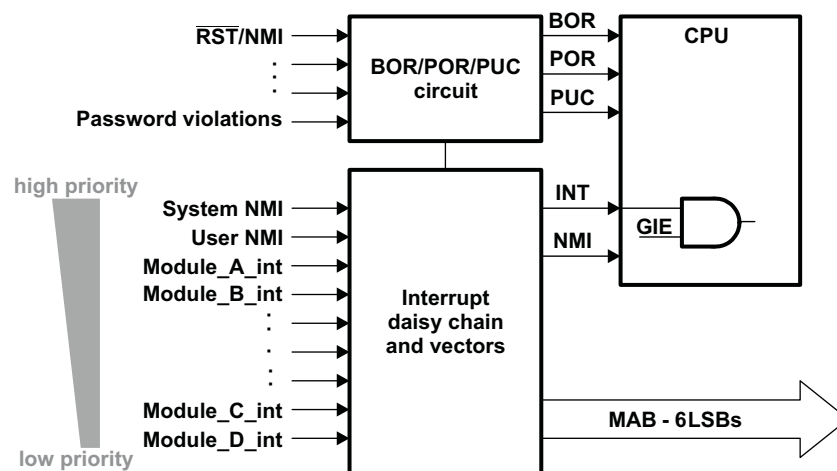 RST/NMI
.
.
.
Password violations
BOR/POR/PUC
circuit
BOR
POR
PUC
CPU
high priority
System NMI
User NMI
Module_A_int
Module_B_int
.
.
.
Module_C_int
Module_D_int
low priority
Interrupt
daisy chain
and vectors
INT
NMI
GIE
MAB - 6LSBs